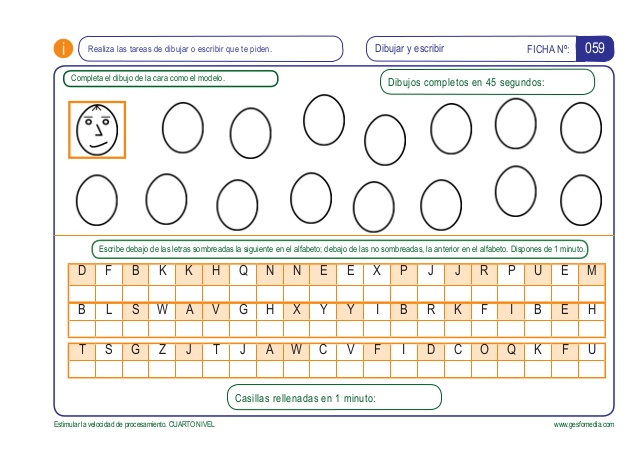 i Realiza las tareas de dibujar o escribir que te piden. Dibujar y escribir FICHA Nº: 059
Completa el dibujo de la cara como el modelo.
Dibujos completos en 45 segundos:
Escribe debajo de las letras sombreadas la siguiente en el alfabeto; debajo de las no sombreadas, la anterior en el alfabeto. Dispones de 1 minuto.
D F B K K H Q N N E E X P J J R P U E M
B L S W A V G H X Y Y I B R K F I B E H
T S G Z J T J A W C V F I D C O Q K F U
Casillas rellenadas en 1 minuto:
Estimular la velocidad de procesamiento. CUARTO NIVEL www.gesfomedia.com